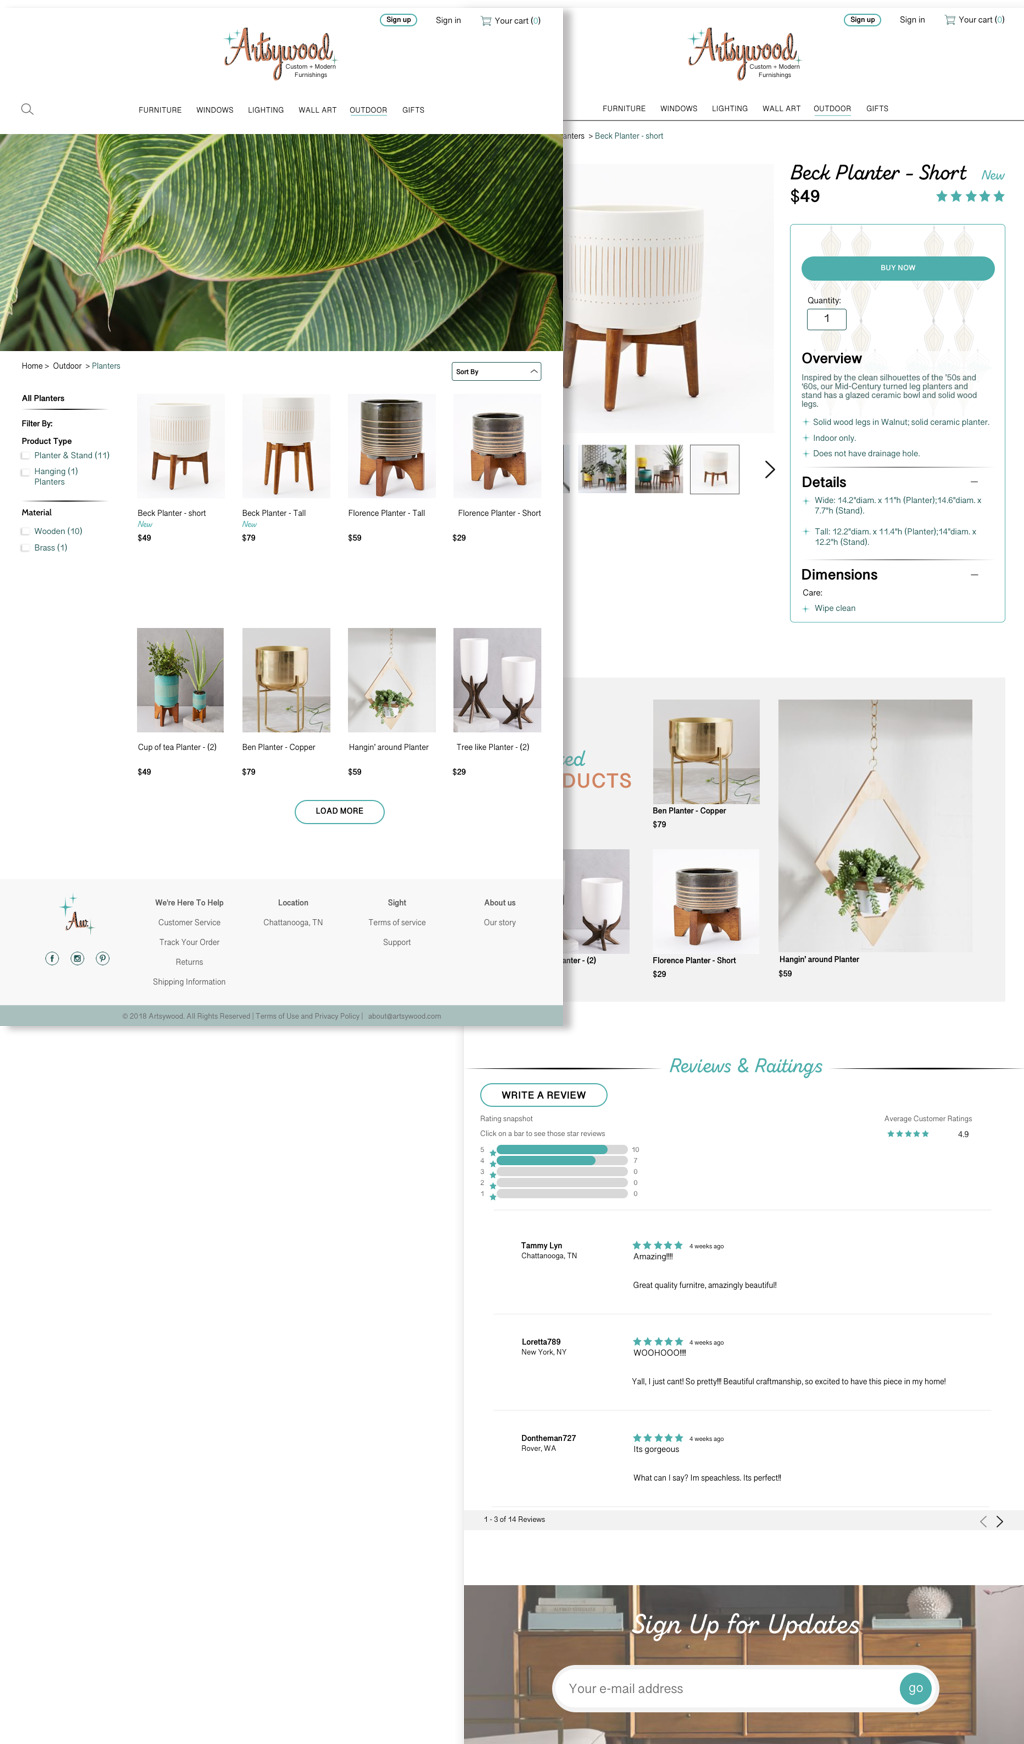 Sign up
Sign in
Your cart (0)
Artsywood
Custom + Modern
Furnishings
FURNITURE WINDOWS LIGHTING WALL ART OUTDOOR GIFTS
Home > Outdoor > Planters
Sort By
All Planters
Filter By:
Product Type
Planter & Stand (11)
Hanging (1)
Planters
Material
Wooden (10)
Brass (1)
Beck Planter - short
New
$49
Beck Planter - Tall
New
$79
Florence Planter - Tall
$59
Florence Planter - Short
$29
Cup of tea Planter - (2)
$49
Ben Planter - Copper
$79
Hangin' around Planter
$59
Tree like Planter - (2)
$29
LOAD MORE
Aw
We're Here To Help
Customer Service
Track Your Order
Returns
Shipping Information
Location
Chattanooga, TN
Sight
Terms of service
Support
About us
Our story
© 2018 Artsywood. All Rights Reserved | Terms of Use and Privacy Policy | about@artsywood.com
Sign up
Sign in
Your cart (0)
Artsywood
Custom + Modern
Furnishings
FURNITURE WINDOWS LIGHTING WALL ART OUTDOOR GIFTS
anters > Beck Planter - short
Beck Planter - Short New
$49
BUY NOW
Quantity:
1
Overview
Inspired by the clean silhouettes of the '50s and
'60s, our Mid-Century turned leg planters and
stand has a glazed ceramic bowl and solid wood
legs.
+ Solid wood legs in Walnut; solid ceramic planter.
+ Indoor only.
+ Does not have drainage hole.
Details
+ Wide: 14.2"diam. x 11"h (Planter);14.6"diam. x
7.7"h (Stand).
+ Tall: 12.2"diam. x 11.4"h (Planter);14"diam. x
12.2"h (Stand).
Dimensions
Care:
+ Wipe clean
ed
DUCTS
Ben Planter - Copper
$79
anter - (2)
Florence Planter - Short
$29
Hangin' around Planter
$59
Reviews & Raitings
WRITE A REVIEW
Rating snapshot
Click on a bar to see those star reviews
5 10
4 7
3 0
2 0
1 0
Average Customer Ratings
4.9
Tammy Lyn
Chattanooga, TN
4 weeks ago
Amazing!!!!
Great quality furnitre, amazingly beautiful!
Loretta789
New York, NY
4 weeks ago
WOOHOOO!!!!
Yall, I just cant! So pretty!!! Beautiful craftmanship, so excited to have this piece in my home!
Dontheman727
Rover, WA
4 weeks ago
Its gorgeous
What can I say? Im speachless. Its perfect!!
1 - 3 of 14 Reviews
Sign Up for Updates
Your e-mail address
go